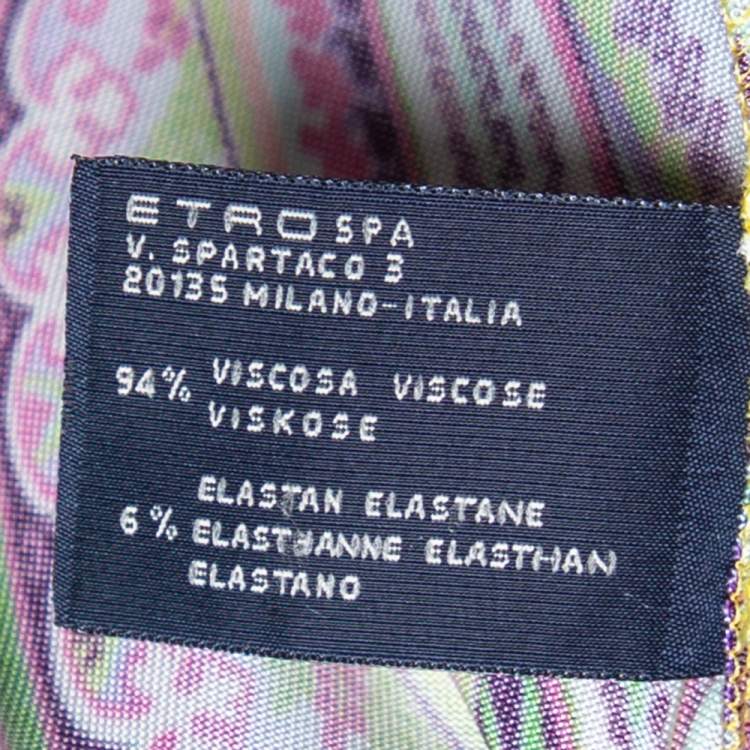 ETRO SPA
V. SPARTACO 3
20135 MILANO-ITALIA
94% VISCOSA VISCOSE
VISKOSE
ELASTAN ELASTANE
6% ELASTHANNE ELASTHAN
ELASTANO